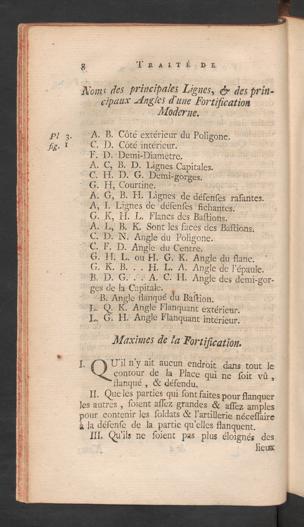 8 TRAITÉ DE
Noms des principales Lignes, & des prin-
cipaux Angles d'une Fortification
Moderne.
Pl 3.
fig. 1
A. B. Côté extérieur du Poligone.
C. D. Côté intérieur.
F. D. Demi-Diametre.
A. C, B. D. Lignes Capitales.
C. H. D. G. Demi-gorges.
G. H, Courtine.
A. G, B. H. Lignes de défenses rasantes.
A, I. Lignes de défenses fichantes.
G. K, H. L. Flancs des Bastions.
A. L, B. K. Sont les faces des Bastions.
C. D. N. Angle du Poligone.
C. F. D. Angle du Centre.
G. H. L. ou H. G. K. Angle du flanc.
G. K. B. . . H. L. A. Angle de l'épaule.
B. D. G. . . A. C. H. Angle des demi-gor-
ges de la Capitale.
B. Angle flanqué du Bastion.
L. Q. K. Angle Flanquant extérieur.
L. G. H. Angle Flanquant intérieur.
Maximes de la Fortification.
I. QU'il n'y ait aucun endroit dans tout le
contour de la Place qui ne soit vû,
flanqué, & défendu.
II. Que les parties qui sont faites pour flanquer
les autres, soient assez grandes & assez amples
pour contenir les soldats & l'artillerie nécessaire
à la défense de la partie qu'elles flanquent.
III. Qu'ils ne soient pas plus éloignés des
lieux